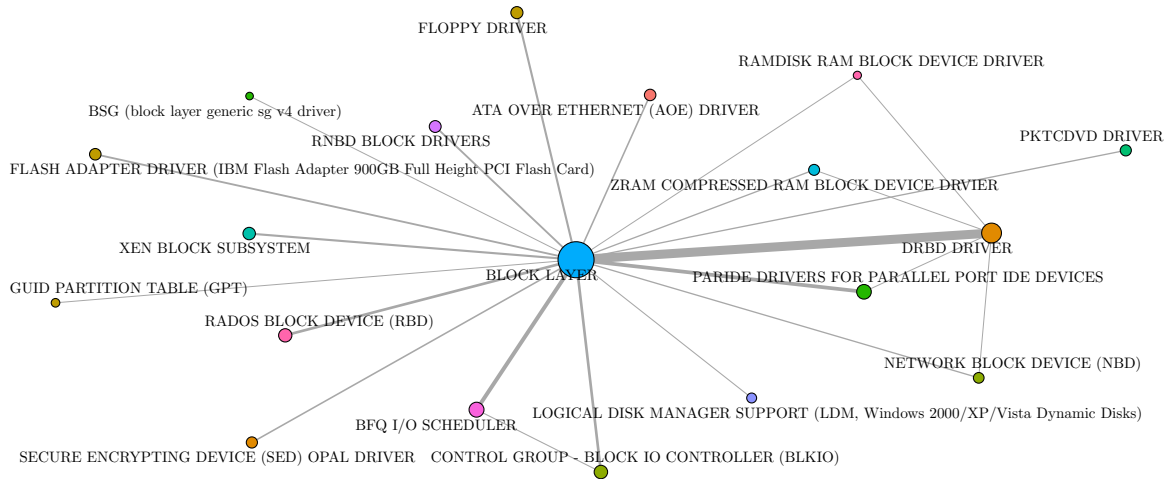 FLOPPY DRIVER
RAMDISK RAM BLOCK DEVICE DRIVER
BSG (block layer generic sg v4 driver)
ATA OVER ETHERNET (AOE) DRIVER
RNBD BLOCK DRIVERS
PKTCDVD DRIVER
FLASH ADAPTER DRIVER (IBM Flash Adapter 900GB Full Height PCI Flash Card)
ZRAM COMPRESSED RAM BLOCK DEVICE DRVIER
XEN BLOCK SUBSYSTEM
DRBD DRIVER
BLOCK LAYER
PARIDE DRIVERS FOR PARALLEL PORT IDE DEVICES
GUID PARTITION TABLE (GPT)
RADOS BLOCK DEVICE (RBD)
NETWORK BLOCK DEVICE (NBD)
LOGICAL DISK MANAGER SUPPORT (LDM, Windows 2000/XP/Vista Dynamic Disks)
BFQ I/O SCHEDULER
SECURE ENCRYPTING DEVICE (SED) OPAL DRIVER
CONTROL GROUP - BLOCK IO CONTROLLER (BLKIO)